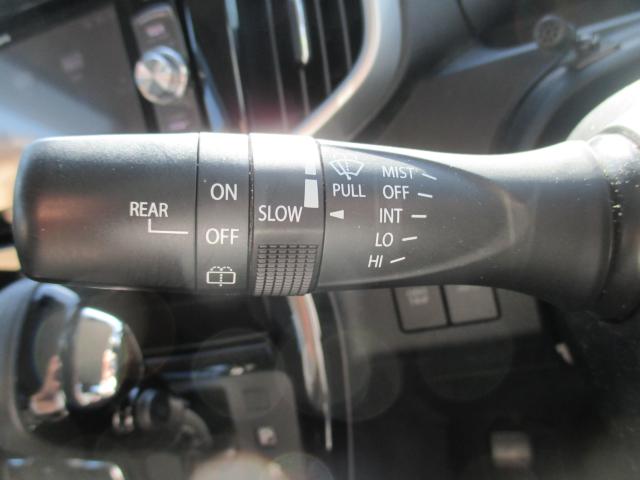 REAR
ON
OFF
SLOW
PULL
MIST
OFF
INT
LO
HI